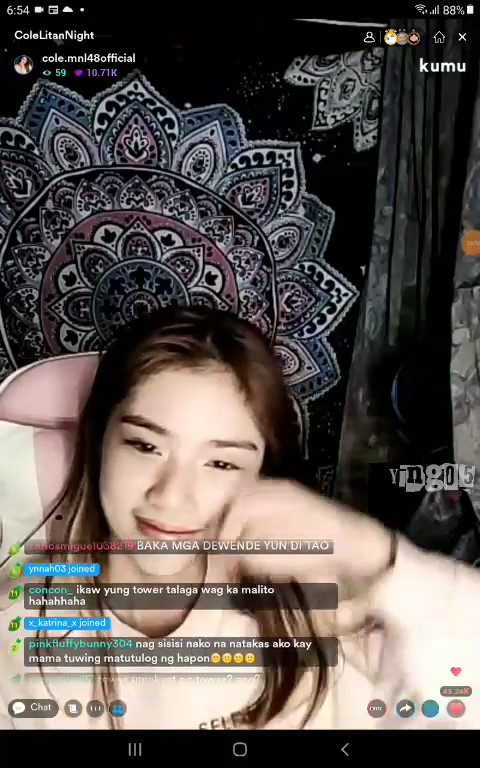 6:54
88%
ColeLitanNight
cole.mnl48official
kumu
59 10.71K
YNG05
carlosmiguel038219 BAKA MGA DEWENDE YUN DI TAO
ynnah03 joined
concon_ ikaw yung tower talaga wag ka malito
hahahhaha
x_katrina_x joined
pinkfluffybunny304 nag sisisi nako na natakas ako kay
mama tuwing matutulog ng hapon😊😊😊😊
43.24K
Chat